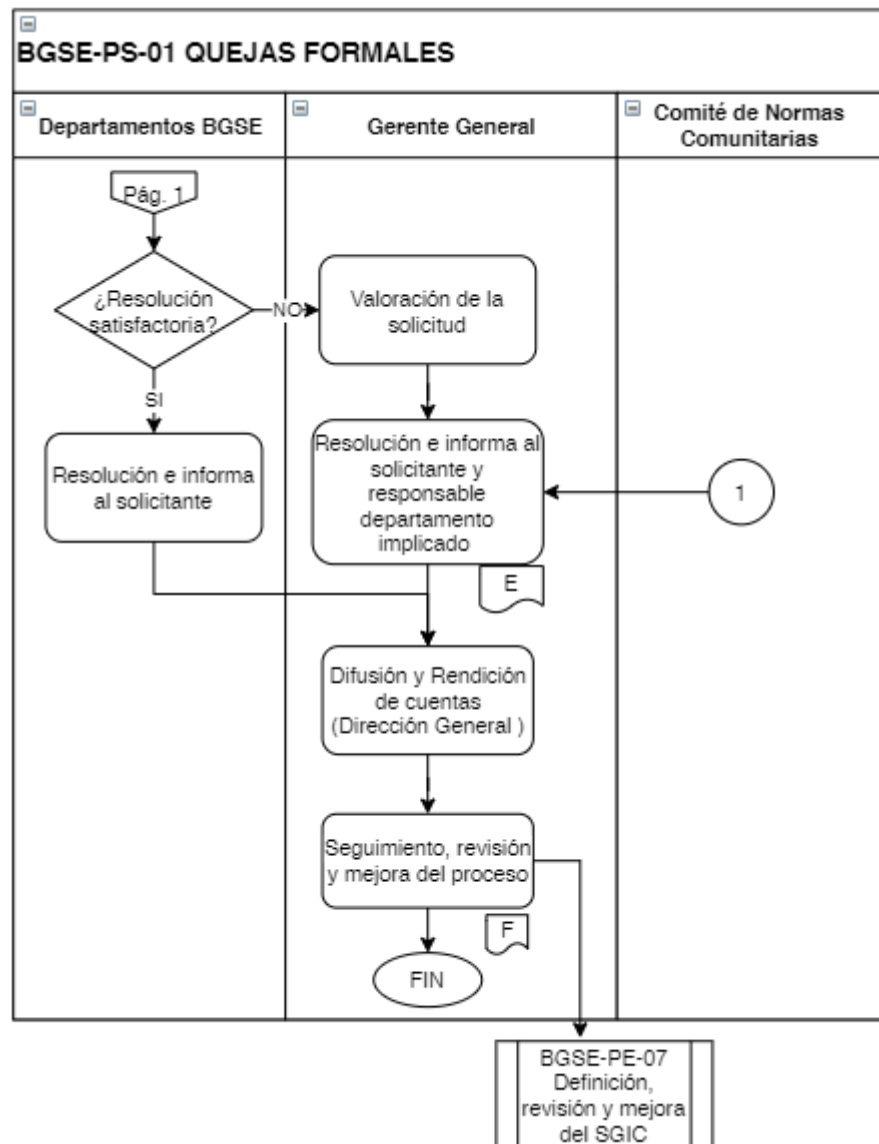 BGSE-PS-01 QUEJAS FORMALES
Departamentos BGSE
Gerente General
Comité de Normas
Comunitarias
Pág. 1
¿Resolución
satisfactoria?
NO
Valoración de la
solicitud
SI
Resolución e informa
al solicitante
Resolución e informa al
solicitante y
responsable
departamento
implicado
1
E
Difusión y Rendición
de cuentas
(Dirección General )
Seguimiento, revisión
y mejora del proceso
F
FIN
BGSE-PE-07
Definición,
revisión y mejora
del SGIC